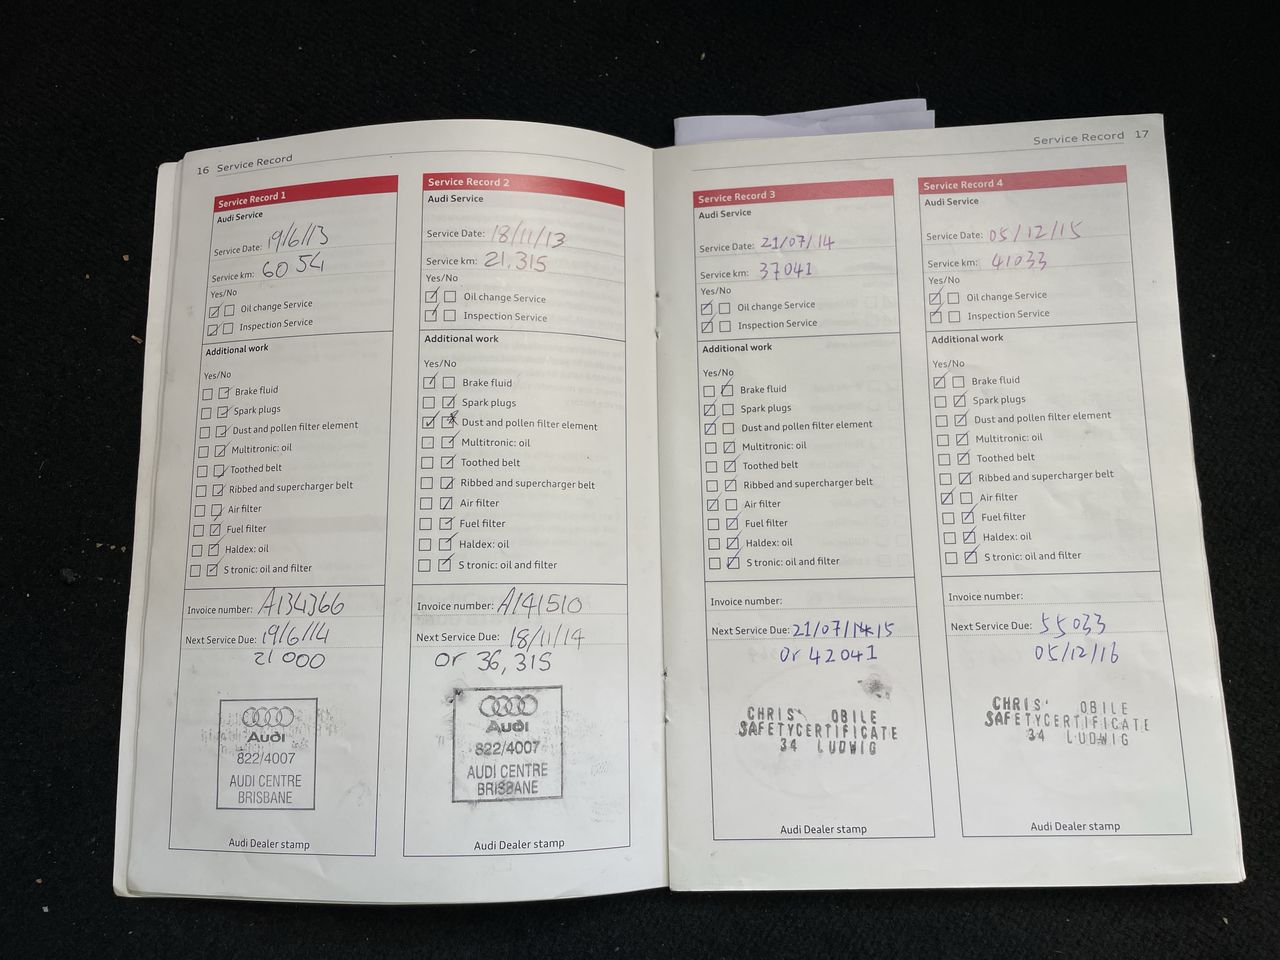 16 Service Record
Service Record 1
Audi Service
Service Date: 19/6/13
Service km: 6054
Yes/No
Oil change Service
Inspection Service
Additional work
Yes/No
Brake fluid
Spark plugs
Dust and pollen filter element
Multitronic: oil
Toothed belt
Ribbed and supercharger belt
Air filter
Fuel filter
Haldex: oil
S tronic: oil and filter
Invoice number: A134366
Next Service Due: 19/6/14
21 000
Audi
822/4007
AUDI CENTRE
BRISBANE
Audi Dealer stamp
Service Record 2
Audi Service
Service Date: 18/11/13
Service km: 21.315
Yes/No
Oil change Service
Inspection Service
Additional work
Yes/No
Brake fluid
Spark plugs
Dust and pollen filter element
Multitronic: oil
Toothed belt
Ribbed and supercharger belt
Air filter
Fuel filter
Haldex: oil
S tronic: oil and filter
Invoice number: A141510
Next Service Due: 18/11/14
or 36,315
Audi
822/4007
AUDI CENTRE
BRISBANE
Audi Dealer stamp
Service Record 17
Service Record 3
Audi Service
Service Date: 21/07/14
Service km: 37041
Yes/No
Oil change Service
Inspection Service
Additional work
Yes/No
Brake fluid
Spark plugs
Dust and pollen filter element
Multitronic: oil
Toothed belt
Ribbed and supercharger belt
Air filter
Fuel filter
Haldex: oil
S tronic: oil and filter
Invoice number:
Next Service Due: 21/07/15
or 42041
CHRIS' OBILE
SAFETYCERTIFICATE
34 LUDWIG
Audi Dealer stamp
Service Record 4
Audi Service
Service Date: 05/12/15
Service km: 41033
Yes/No
Oil change Service
Inspection Service
Additional work
Yes/No
Brake fluid
Spark plugs
Dust and pollen filter element
Multitronic: oil
Toothed belt
Ribbed and supercharger belt
Air filter
Fuel filter
Haldex: oil
S tronic: oil and filter
Invoice number:
Next Service Due: 55033
05/12/16
CHRIS' OBILE
SAFETYCERTIFICATE
34 LUDWIG
Audi Dealer stamp